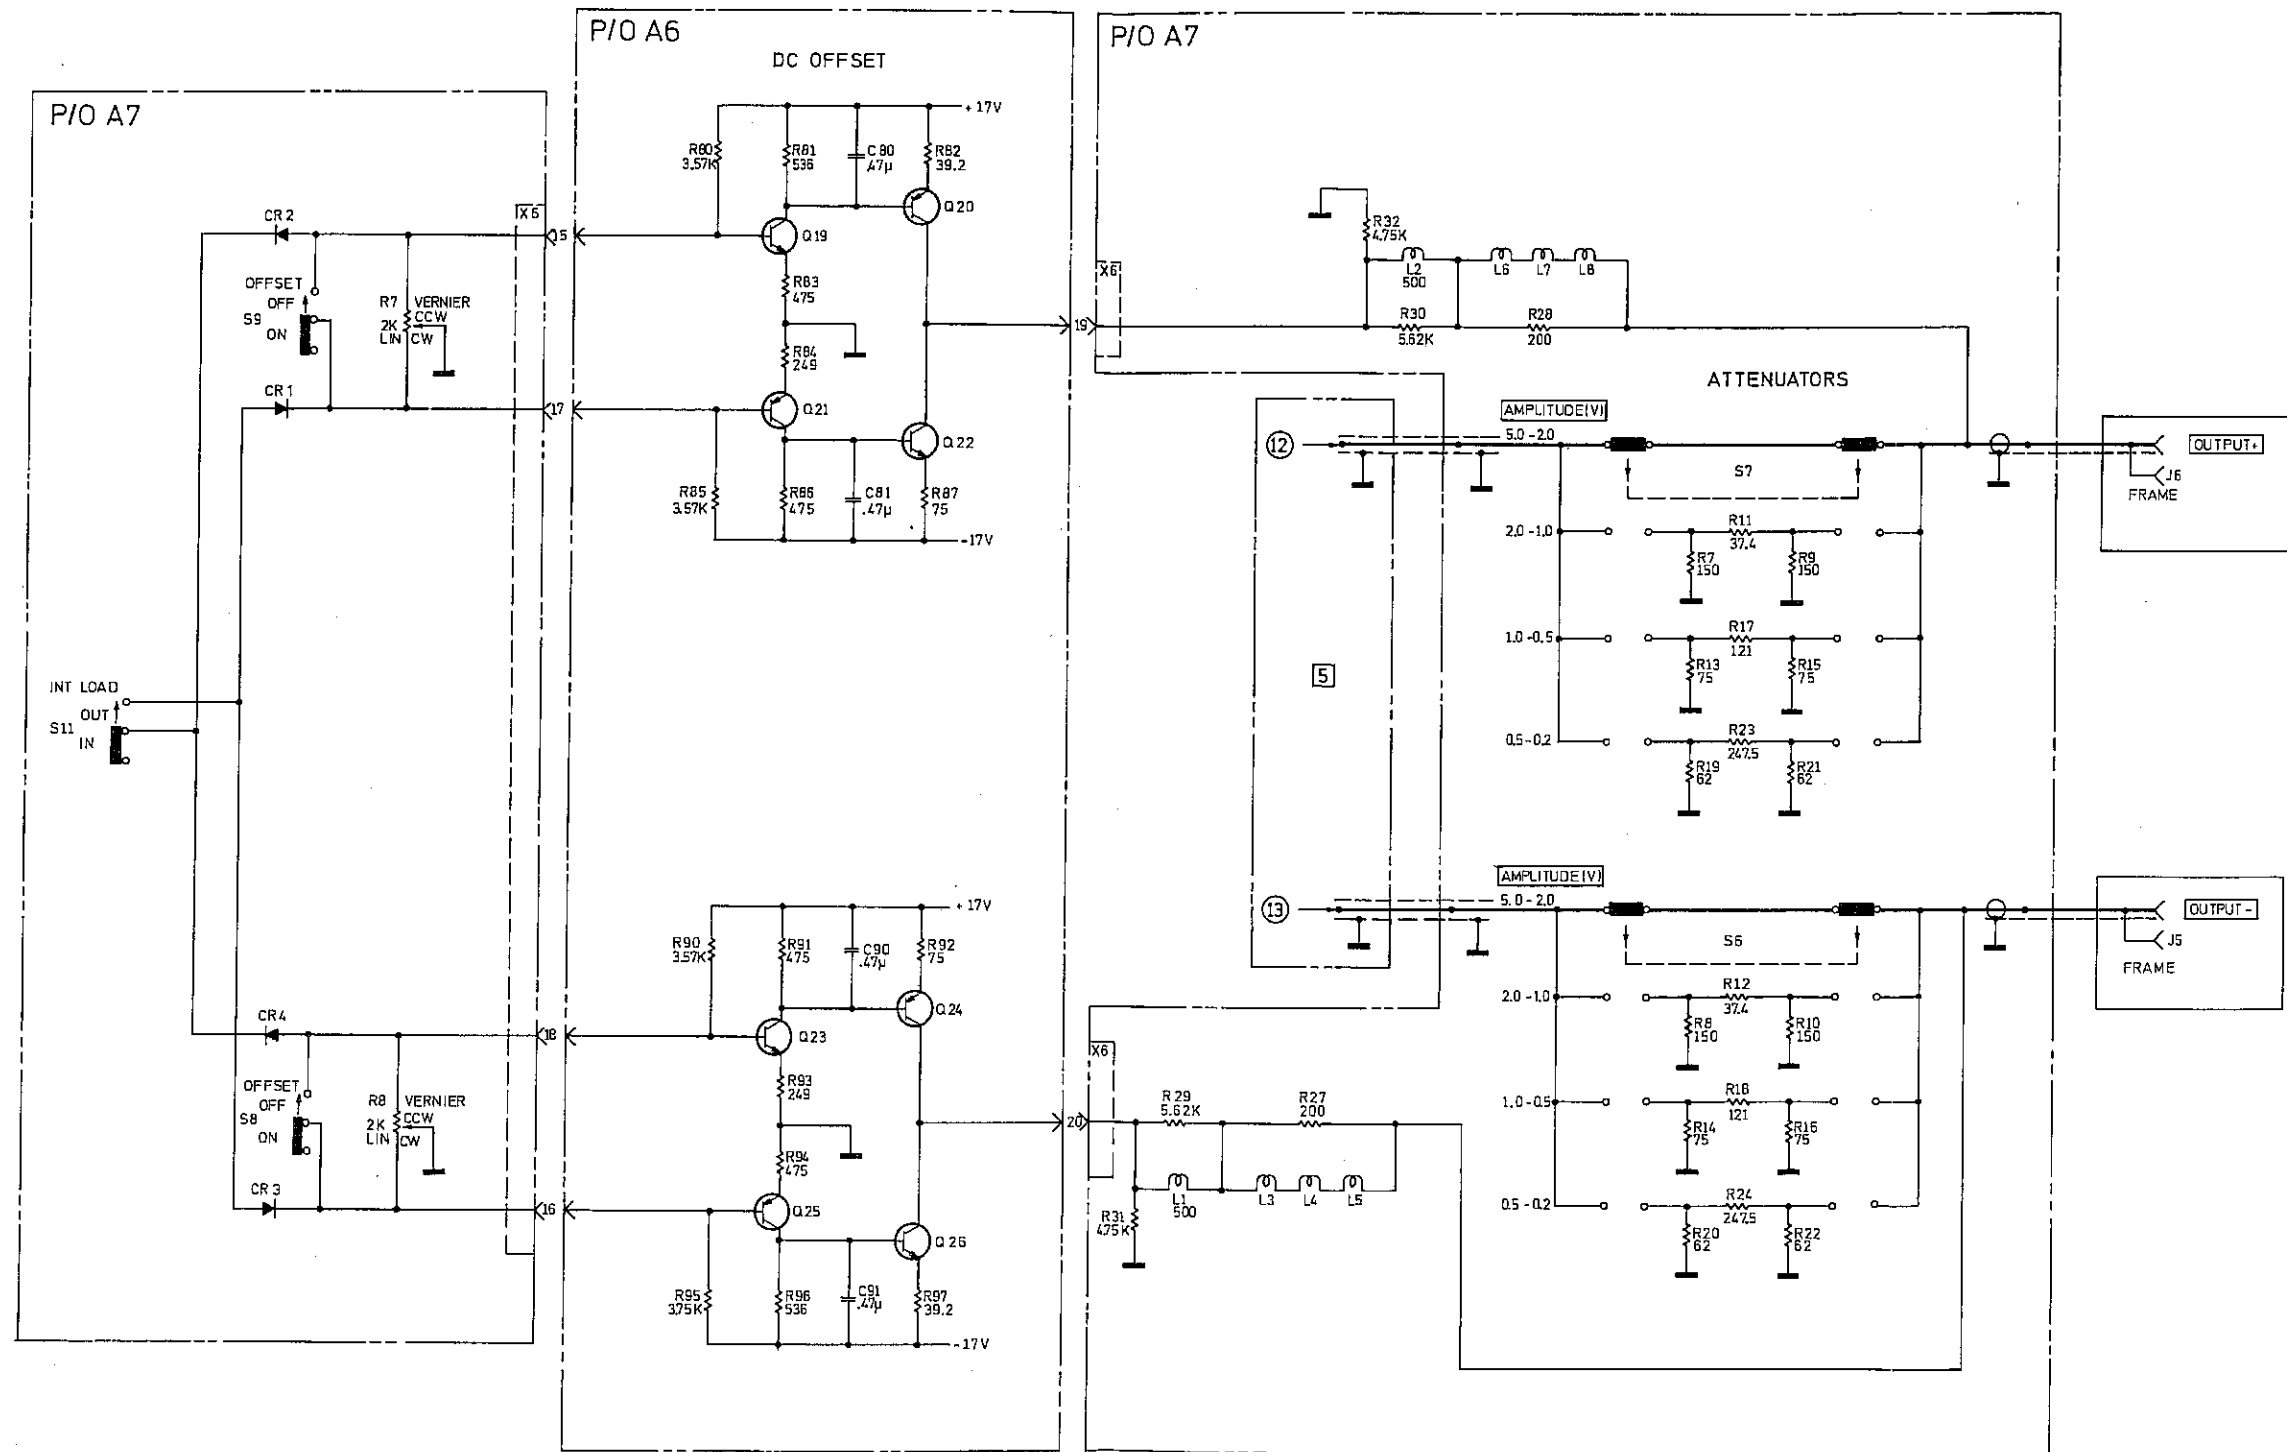 P/O A6
P/O A7
DC OFFSET
P/O A7
+17V
R80
3.57K
R81
536
C80
.47µ
R82
39.2
Q20
CR2
X6
15
Q19
R32
4.75K
OFFSET
OFF
S9
ON
R7
2K
LIN
VERNIER
CCW
CW
R83
475
X6
L2
500
L6
L7
L8
19
R30
5.62K
R28
200
R84
249
ATTENUATORS
CR1
17
Q21
AMPLITUDE(V)
12
5.0-2.0
Q22
OUTPUT+
S7
J6
FRAME
R85
3.57K
R86
475
C81
.47µ
R87
75
2.0-1.0
R11
37.4
-17V
R7
150
R9
150
1.0-0.5
R17
121
R13
75
R15
75
5
INT LOAD
OUT
S11
IN
0.5-0.2
R23
247.5
R19
62
R21
62
AMPLITUDE(V)
13
5.0-2.0
+17V
OUTPUT-
S6
J5
FRAME
R90
3.57K
R91
475
C90
.47µ
R92
75
2.0-1.0
R12
37.4
Q24
CR4
18
Q23
R8
150
R10
150
X6
OFFSET
OFF
S8
ON
R8
2K
LIN
VERNIER
CCW
CW
R93
249
R29
5.62K
R27
200
1.0-0.5
R18
121
20
R14
75
R16
75
R94
475
CR3
16
Q25
L1
500
L3
L4
L5
0.5-0.2
R24
247.5
R31
4.75K
Q26
R20
62
R22
62
R95
3.75K
R96
536
C91
.47µ
R97
39.2
-17V